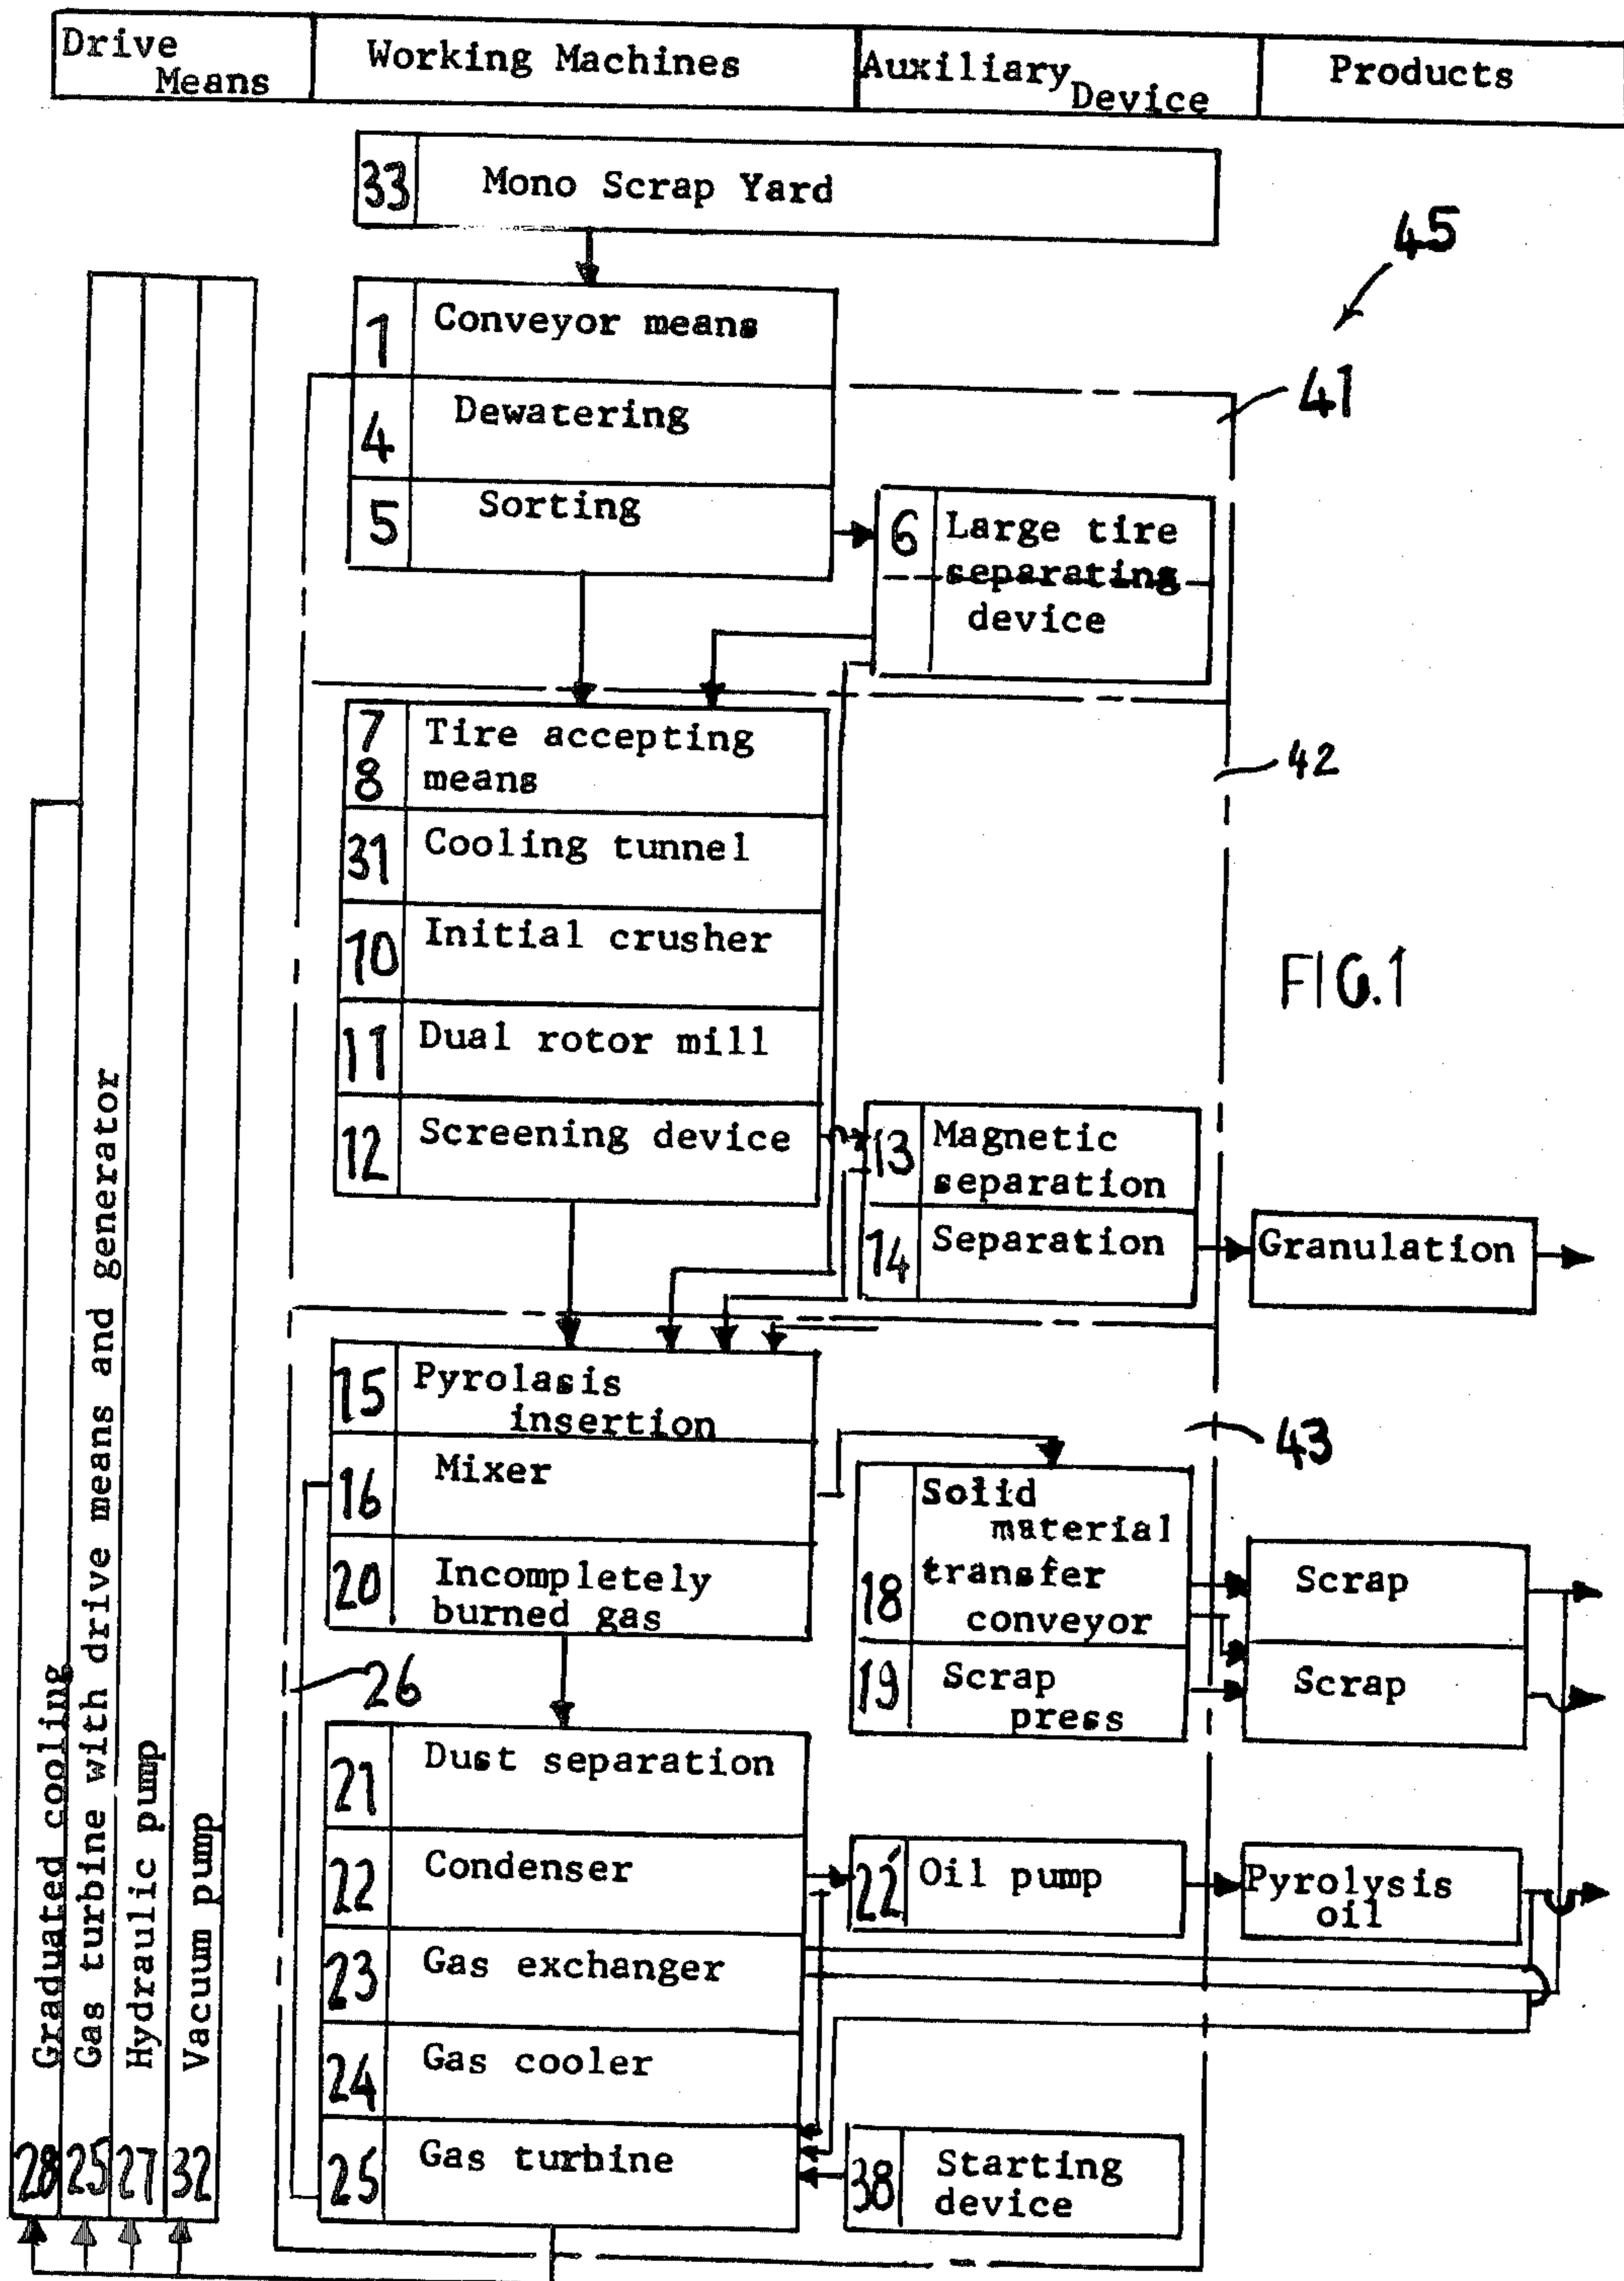 Drive
Means
Working Machines
Auxiliary
Device
Products
33
Mono Scrap Yard
45
1
Conveyor means
41
4
Dewatering
5
Sorting
6
Large tire
separating
device
7
8
Tire accepting
means
42
31
Cooling tunnel
10
Initial crusher
FIG.1
11
Dual rotor mill
12
Screening device
13
Magnetic
separation
14
Separation
Granulation
15
Pyrolasis
insertion
43
16
Mixer
20
Incompletely
burned gas
18
Solid
material
transfer
conveyor
Scrap
19
Scrap
press
Scrap
26
21
Dust separation
22
Condenser
22'
Oil pump
Pyrolysis
oil
23
Gas exchanger
24
Gas cooler
25
Gas turbine
38
Starting
device
28
Graduated cooling
25
Gas turbine with drive means and generator
27
Hydraulic pump
32
Vacuum pump